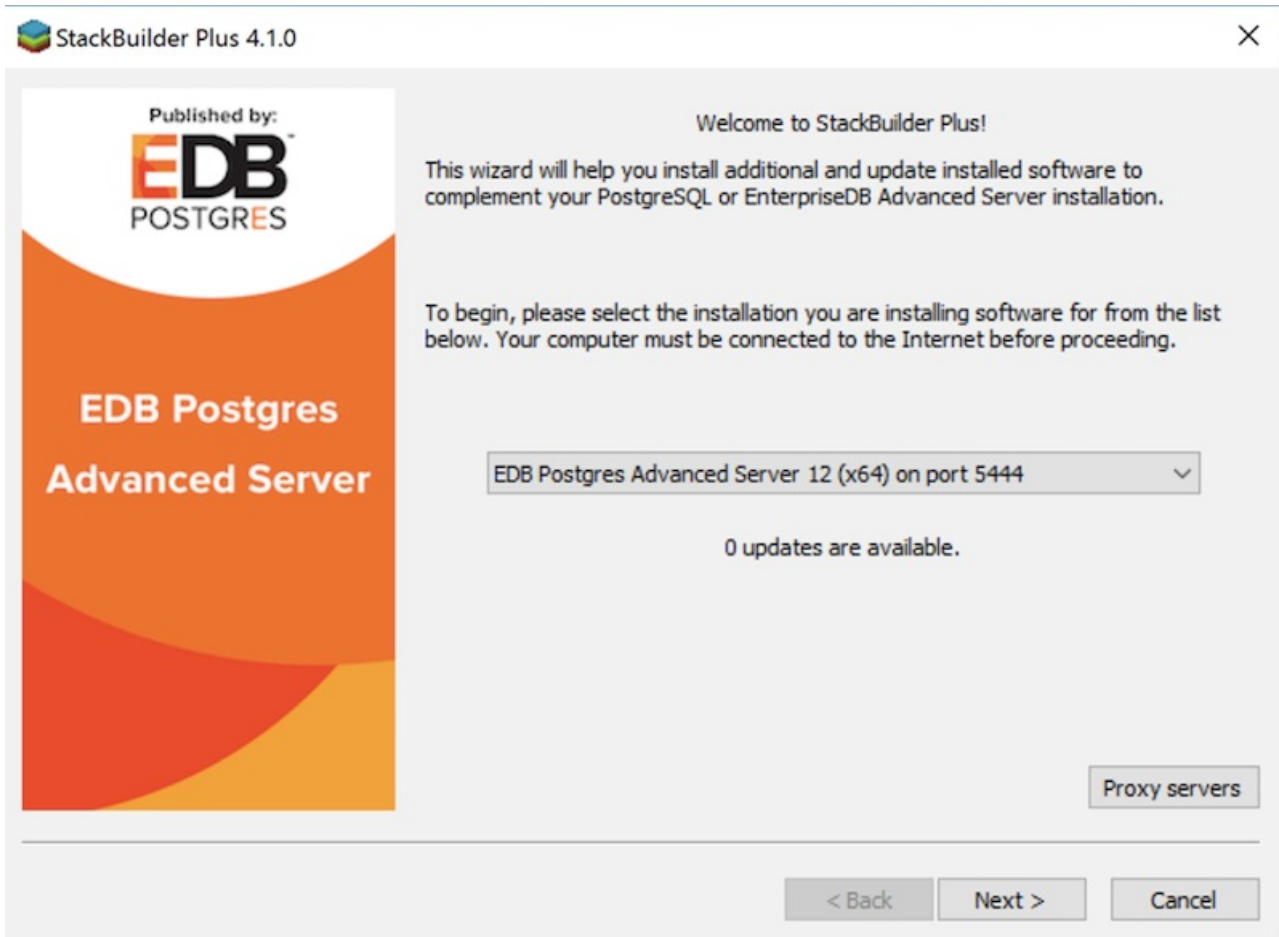 StackBuilder Plus 4.1.0
Published by:
EDB™
POSTGRES
EDB Postgres
Advanced Server
Welcome to StackBuilder Plus!
This wizard will help you install additional and update installed software to
complement your PostgreSQL or EnterpriseDB Advanced Server installation.
To begin, please select the installation you are installing software for from the list
below. Your computer must be connected to the Internet before proceeding.
EDB Postgres Advanced Server 12 (x64) on port 5444
0 updates are available.
Proxy servers
< Back
Next >
Cancel